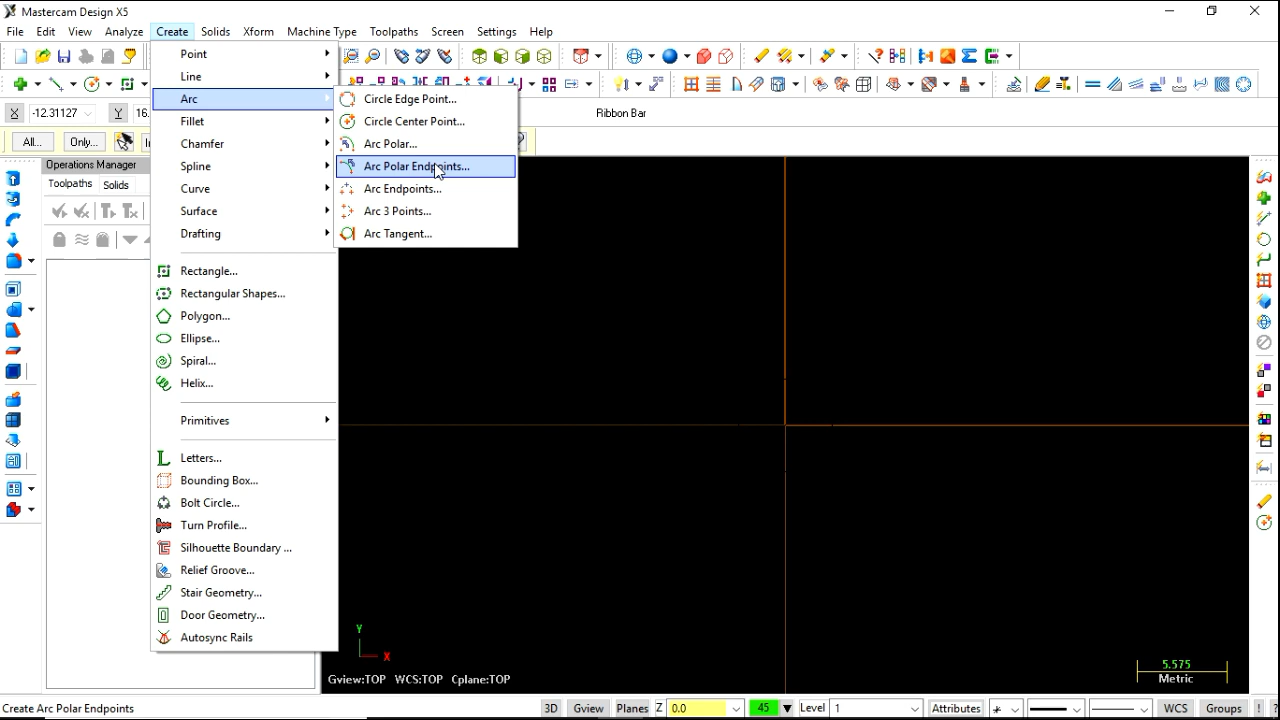 Mastercam Design X5
File Edit View Analyze Create Solids Xform Machine Type Toolpaths Screen Settings Help
X -12.31127 Y 16. Ribbon Bar
All... Only...
Operations Manager
Toolpaths Solids
Point
Line
Arc
Fillet
Chamfer
Spline
Curve
Surface
Drafting
Rectangle...
Rectangular Shapes...
Polygon...
Ellipse...
Spiral...
Helix...
Primitives
Letters...
Bounding Box...
Bolt Circle...
Turn Profile...
Silhouette Boundary ...
Relief Groove...
Stair Geometry...
Door Geometry...
Autosync Rails
Circle Edge Point...
Circle Center Point...
Arc Polar...
Arc Polar Endpoints...
Arc Endpoints...
Arc 3 Points...
Arc Tangent...
Y
X
Gview:TOP WCS:TOP Cplane:TOP
5.575
Metric
Create Arc Polar Endpoints 3D Gview Planes Z 0.0 45 Level 1 Attributes WCS Groups ! ?